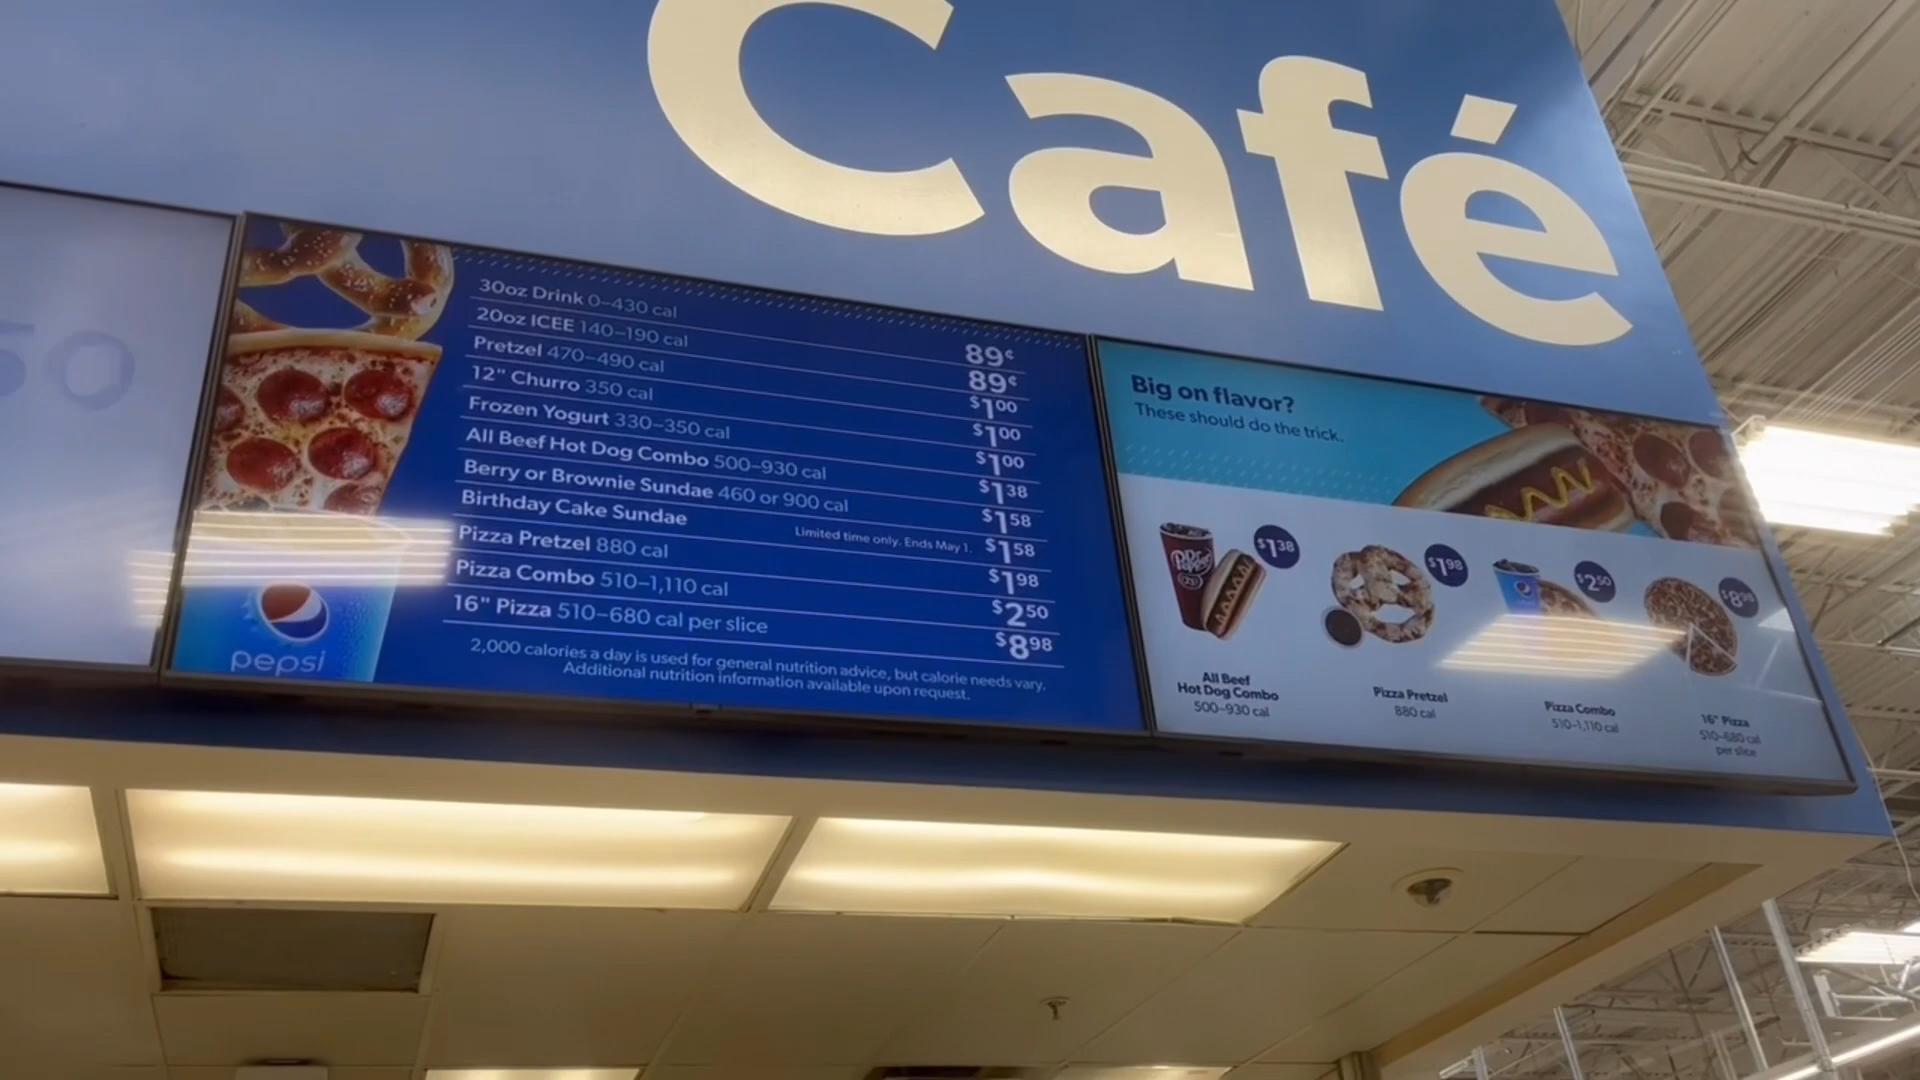 Café
50
30oz Drink 0–430 cal 89¢
20oz ICEE 140–190 cal 89¢
Pretzel 470–490 cal $1.00
12" Churro 350 cal $1.00
Frozen Yogurt 330–350 cal $1.00
All Beef Hot Dog Combo 500–930 cal $1.38
Berry or Brownie Sundae 460 or 900 cal $1.58
Birthday Cake Sundae Limited time only. Ends May 1. $1.58
Pizza Pretzel 880 cal $1.98
Pizza Combo 510–1,110 cal $2.50
16" Pizza 510–680 cal per slice $8.98
2,000 calories a day is used for general nutrition advice, but calorie needs vary.
Additional nutrition information available upon request.
pepsi
Big on flavor?
These should do the trick.
Dr Pepper
23
$1.38
$1.98
$2.50
$8.98
All Beef
Hot Dog Combo
500–930 cal
Pizza Pretzel
880 cal
Pizza Combo
510–1,110 cal
16" Pizza
510–680 cal
per slice